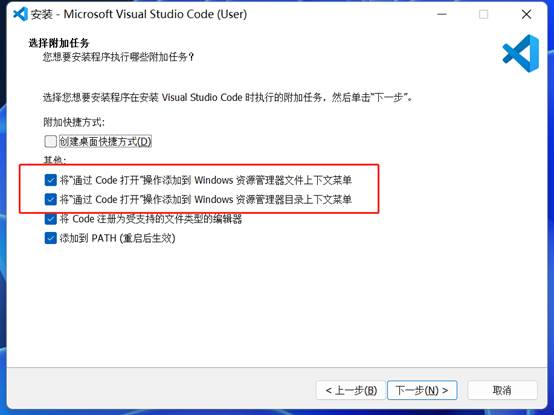 安装 - Microsoft Visual Studio Code (User)
选择附加任务
您想要安装程序执行哪些附加任务？
选择您想要安装程序在安装 Visual Studio Code 时执行的附加任务，然后单击“下一步”。
附加快捷方式:
创建桌面快捷方式(D)
其他:
将“通过 Code 打开”操作添加到 Windows 资源管理器文件上下文菜单
将“通过 Code 打开”操作添加到 Windows 资源管理器目录上下文菜单
将 Code 注册为受支持的文件类型的编辑器
添加到 PATH (重启后生效)
< 上一步(B) 下一步(N) > 取消